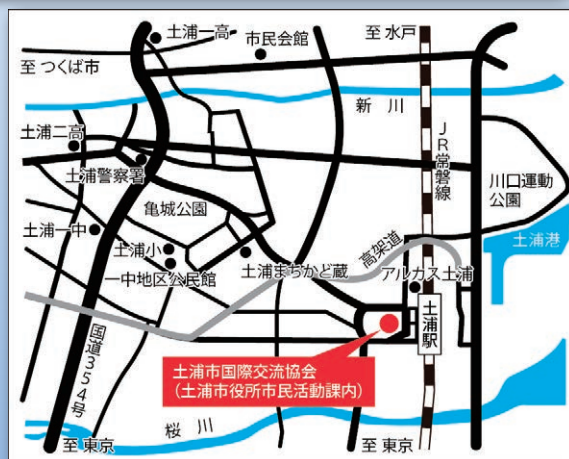 土浦一高
市民会館
至 水戸
至 つくば市
新 川
JR常磐線
土浦二高
土浦警察署
川口運動
公園
亀城公園
土浦一中
土浦小
土浦港
高架道
一中地区公民館
土浦まちかど蔵
アルカス土浦
土浦駅
国道354号
土浦市国際交流協会
(土浦市役所市民活動課内)
桜 川
至 東京
至 東京